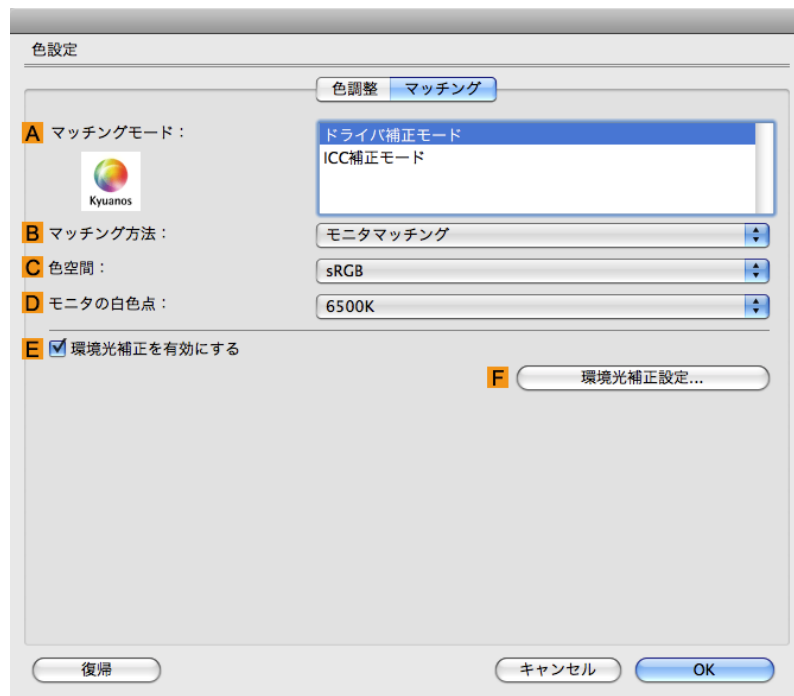 色設定
色調整 マッチング
A マッチングモード：
ドライバ補正モード
ICC補正モード
Kyuanos
B マッチング方法：
モニタマッチング
C 色空間：
sRGB
D モニタの白色点：
6500K
E 環境光補正を有効にする
F 環境光補正設定...
復帰 キャンセル OK